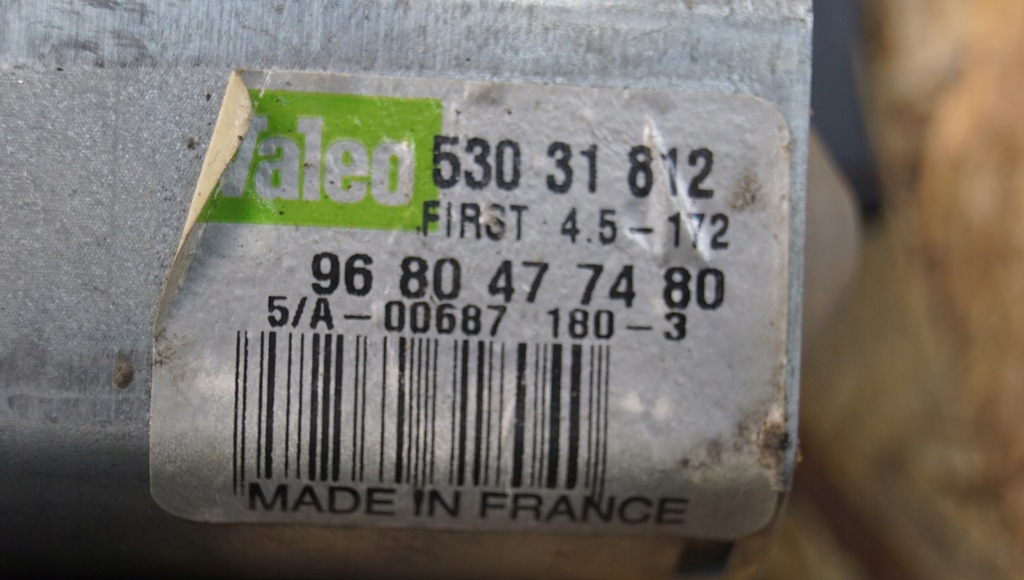 Valeo 530 31 812
FIRST 4.5-172
96 80 47 74 80
5/A-00687 180-3
MADE IN FRANCE